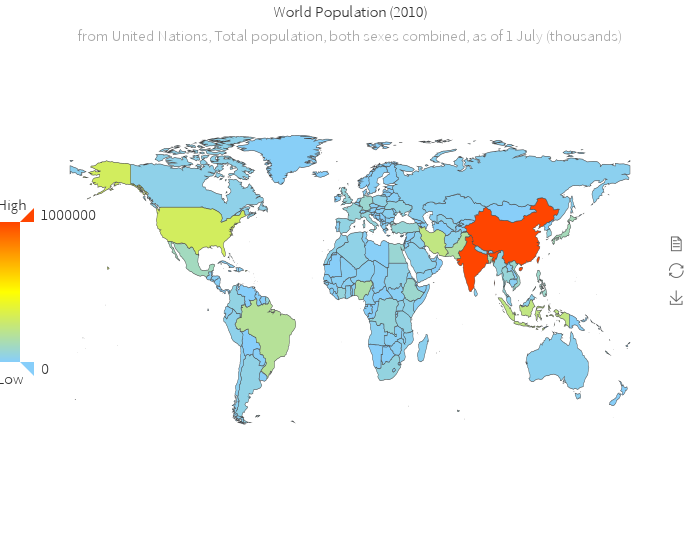 World Population (2010)
from United Nations, Total population, both sexes combined, as of 1 July (thousands)
High
1000000
0
Low